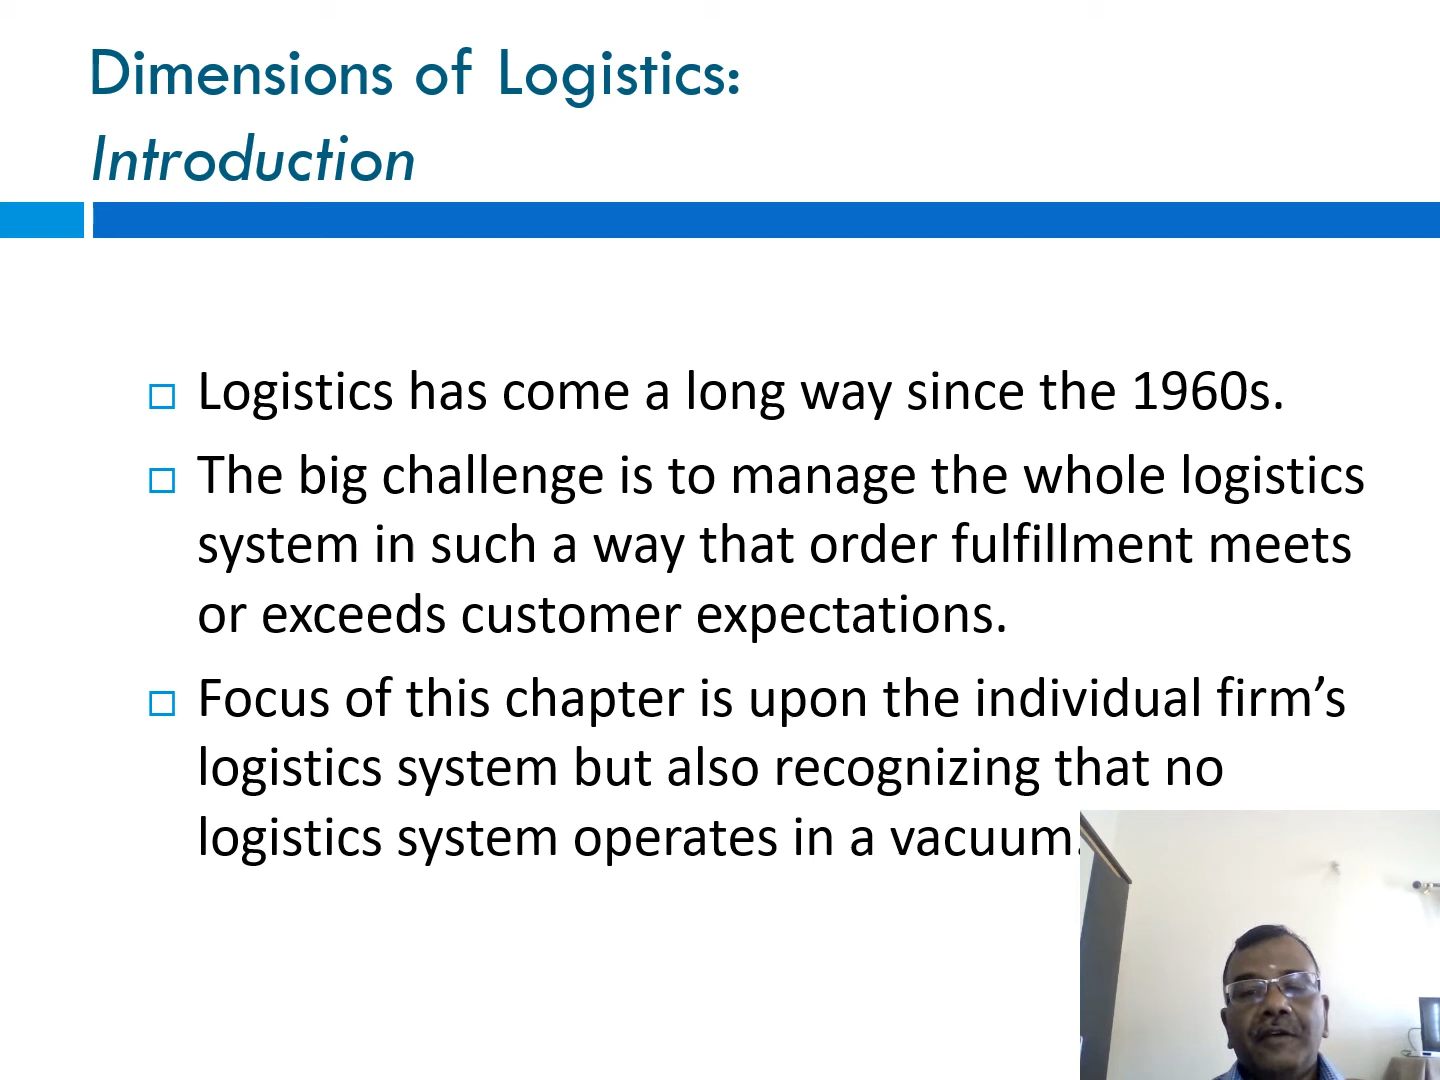 Dimensions of Logistics:
Introduction
Logistics has come a long way since the 1960s.
The big challenge is to manage the whole logistics
system in such a way that order fulfillment meets
or exceeds customer expectations.
Focus of this chapter is upon the individual firm’s
logistics system but also recognizing that no
logistics system operates in a vacuum.